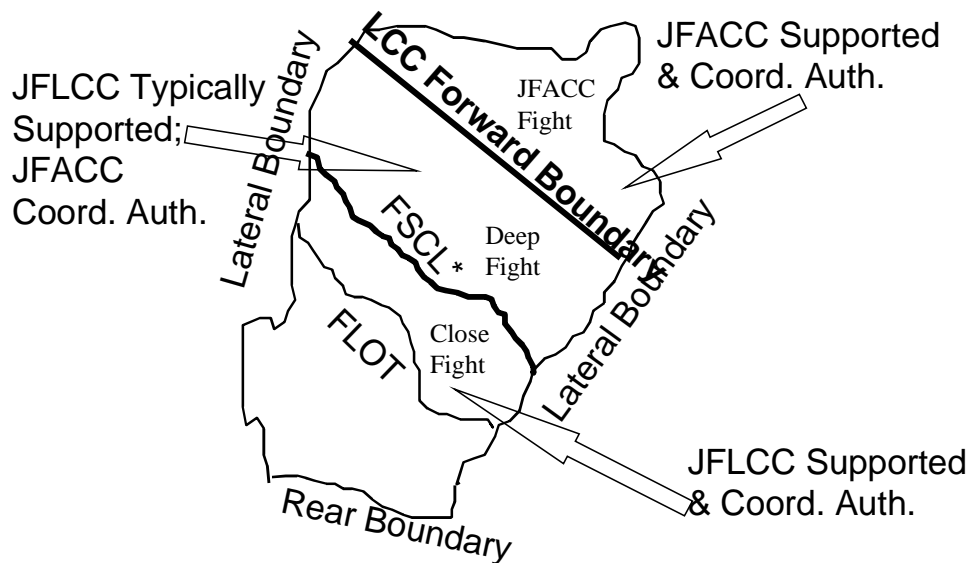 JFLCC Typically
Supported;
JFACC
Coord. Auth.
Lateral Boundary
LCC Forward Boundary
JFACC
Fight
JFACC Supported
& Coord. Auth.
FSCL*
Deep
Fight
Lateral Boundary
FLOT
Close
Fight
JFLCC Supported
& Coord. Auth.
Rear Boundary